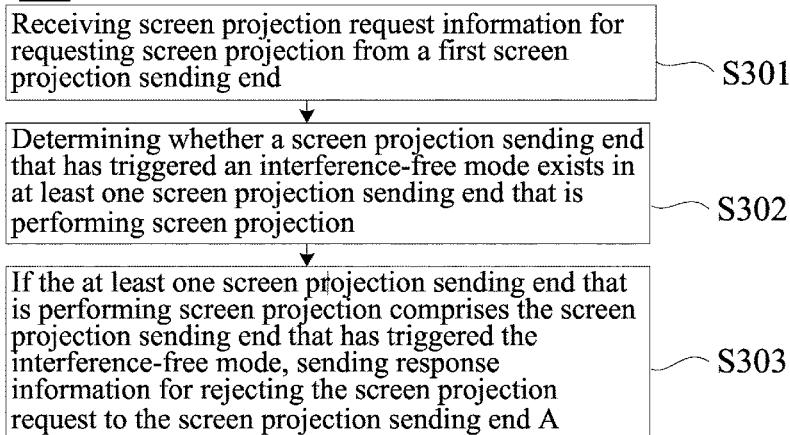 Receiving screen projection request information for
requesting screen projection from a first screen
projection sending end
S301
Determining whether a screen projection sending end
that has triggered an interference-free mode exists in
at least one screen projection sending end that is
performing screen projection
S302
If the at least one screen projection sending end that
is performing screen projection comprises the screen
projection sending end that has triggered the
interference-free mode, sending response
information for rejecting the screen projection
request to the screen projection sending end A
S303